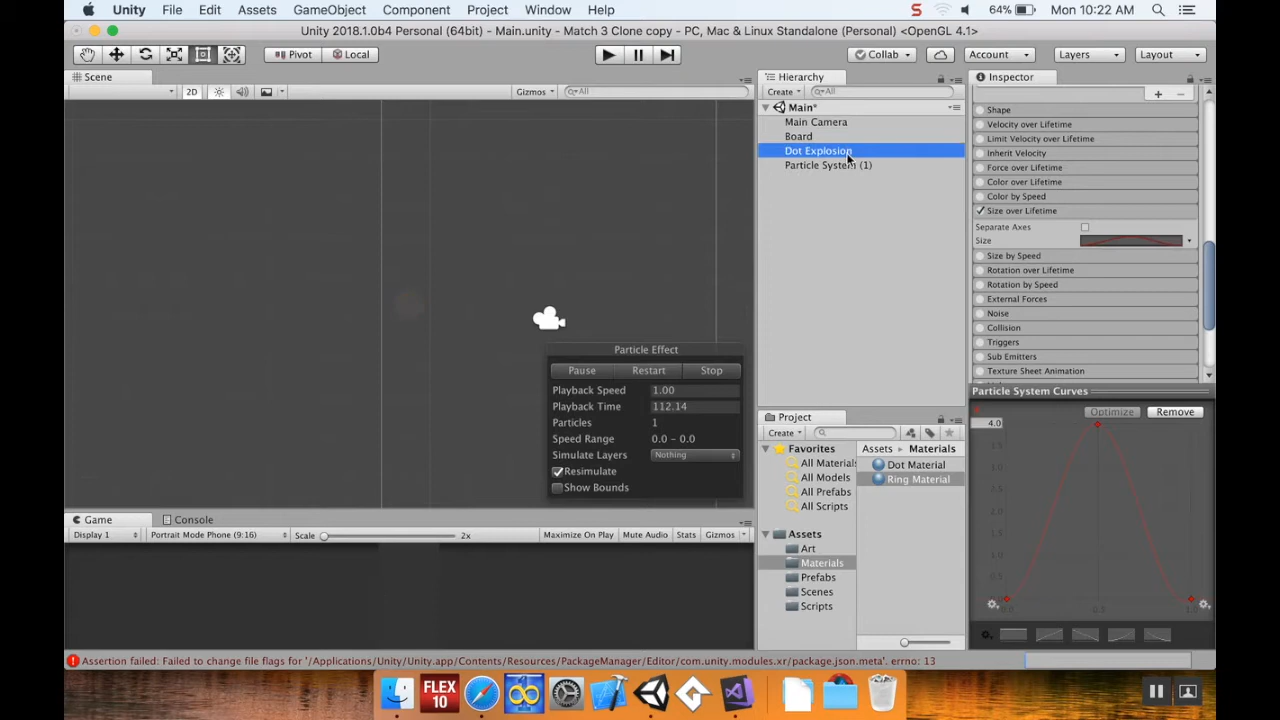 Unity File Edit Assets GameObject Component Project Window Help S 64% Mon 10:22 AM
Unity 2018.1.0b4 Personal (64bit) - Main.unity - Match 3 Clone copy - PC, Mac & Linux Standalone (Personal) <OpenGL 4.1>
Pivot Local Collab Account Layers Layout
Scene
2D Gizmos All
Particle Effect
Pause Restart Stop
Playback Speed 1.00
Playback Time 112.14
Particles 1
Speed Range 0.0 - 0.0
Simulate Layers Nothing
Resimulate
Show Bounds
Game Console
Display 1 Portrait Mode Phone (9:16) Scale 2x Maximize On Play Mute Audio Stats Gizmos
Hierarchy
Create All
Main*
Main Camera
Board
Dot Explosion
Particle System (1)
Project
Create
Favorites
All Materials
All Models
All Prefabs
All Scripts
Assets
Art
Materials
Prefabs
Scenes
Scripts
Assets Materials
Dot Material
Ring Material
Inspector
Shape
Velocity over Lifetime
Limit Velocity over Lifetime
Inherit Velocity
Force over Lifetime
Color over Lifetime
Color by Speed
Size over Lifetime
Separate Axes
Size
Size by Speed
Rotation over Lifetime
Rotation by Speed
External Forces
Noise
Collision
Triggers
Sub Emitters
Texture Sheet Animation
Particle System Curves
Optimize Remove
4.0
Assertion failed: Failed to change file flags for '/Applications/Unity/Unity.app/Contents/Resources/PackageManager/Editor/com.unity.modules.xr/package.json.meta'. errno: 13
FLEX
10